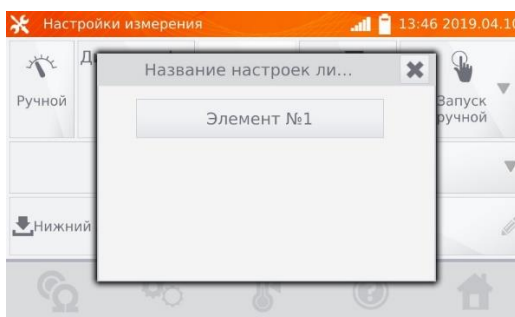 Настройки измерения 13:46 2019.04.10
Название настроек ли...
Ручной
Элемент №1
Запуск
ручной
Нижний